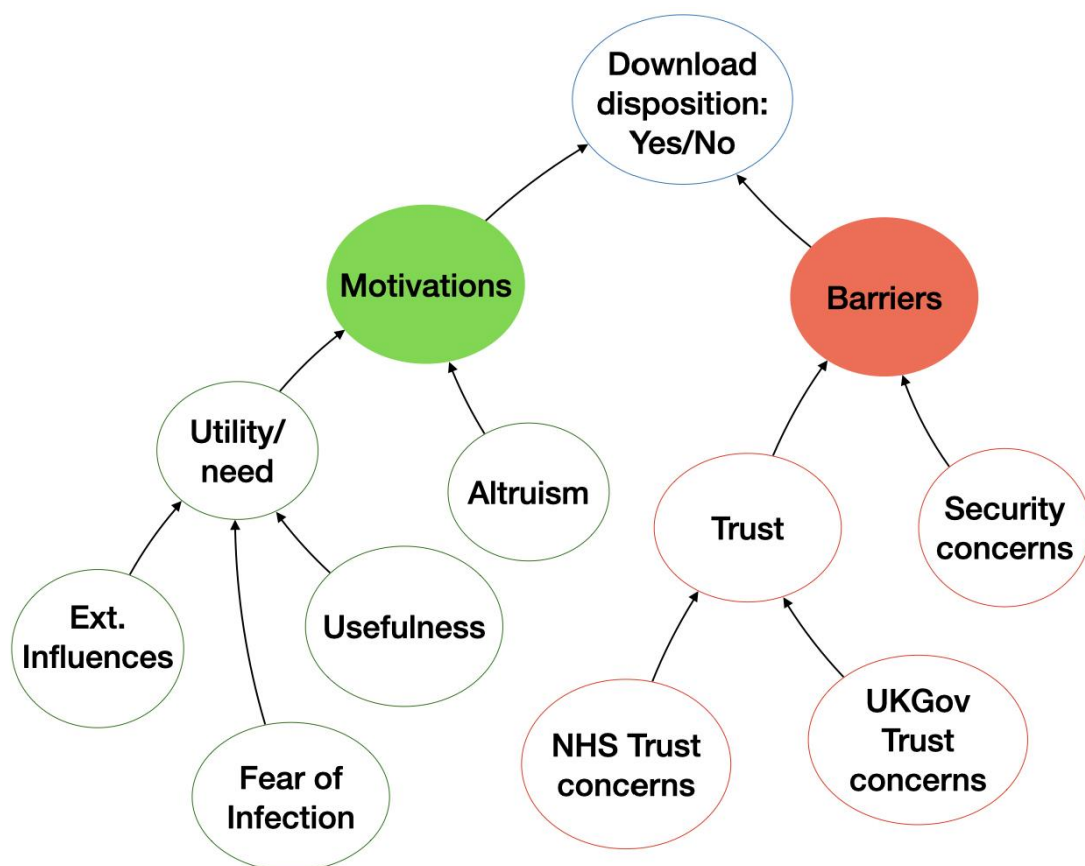 Download
disposition:
Yes/No
Motivations
Barriers
Utility/
need
Altruism
Trust
Security
concerns
Ext.
Influences
Usefulness
Fear of
Infection
NHS Trust
concerns
UKGov
Trust
concerns